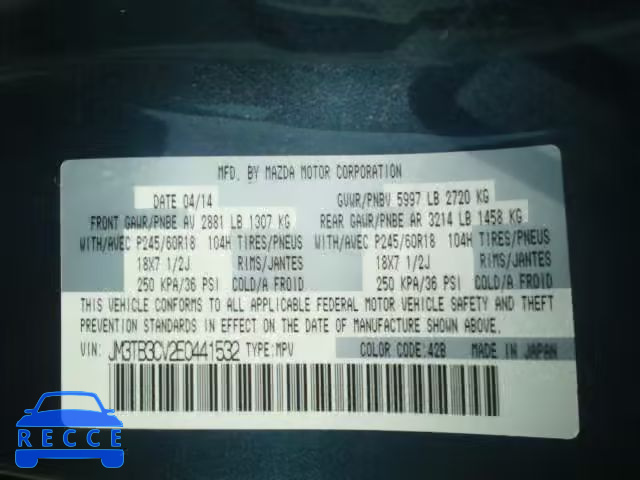 MFD. BY MAZDA MOTOR CORPORATION
DATE 04/14 GVWR/PNBV 5997 LB 2720 KG
FRONT GAWR/PNBE AV 2881 LB 1307 KG REAR GAWR/PNBE AR 3214 LB 1458 KG
WITH/AVEC P245/60R18 104H TIRES/PNEUS WITH/AVEC P245/60R18 104H TIRES/PNEUS
18X7 1/2J RIMS/JANTES 18X7 1/2J RIMS/JANTES
250 KPA/36 PSI COLD/A FROID 250 KPA/36 PSI COLD/A FROID
THIS VEHICLE CONFORMS TO ALL APPLICABLE FEDERAL MOTOR VEHICLE SAFETY AND THEFT
PREVENTION STANDARDS IN EFFECT ON THE DATE OF MANUFACTURE SHOWN ABOVE.
VIN: JM3TB3CV2E0441532 TYPE:MPV COLOR CODE:42B MADE IN JAPAN
RECCE